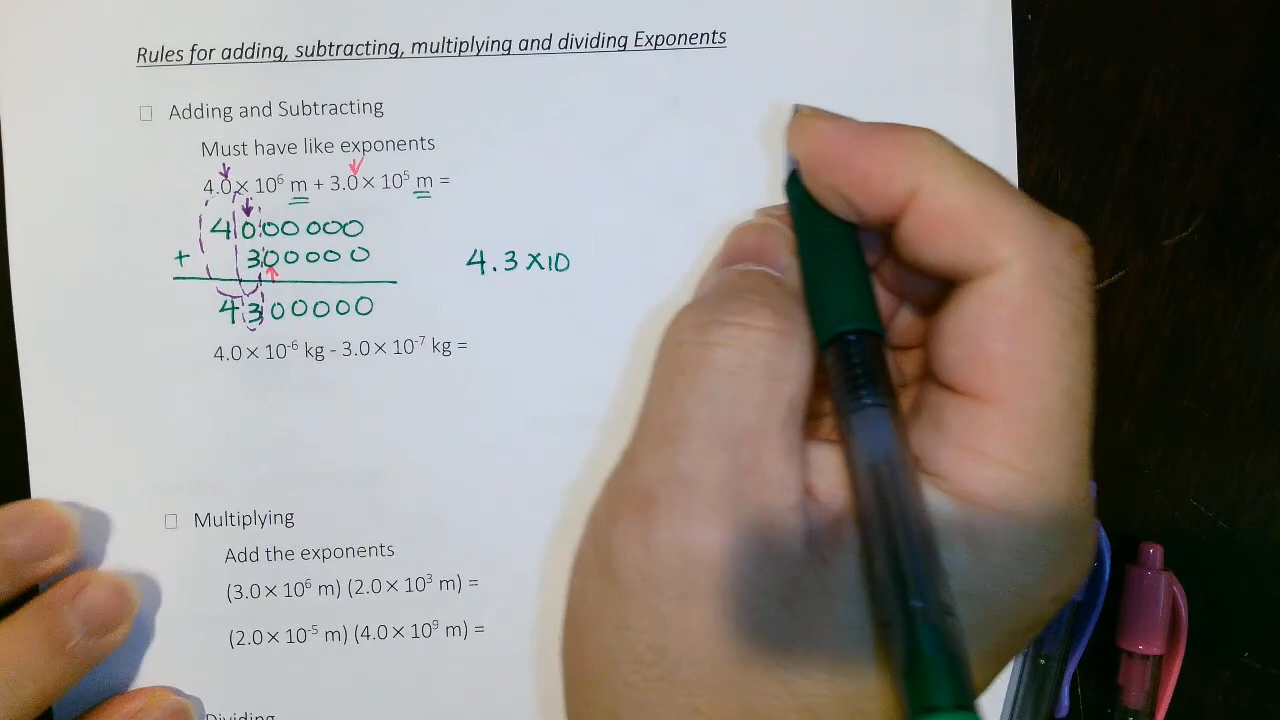 Rules for adding, subtracting, multiplying and dividing Exponents
Adding and Subtracting
Must have like exponents
4.0 × 10⁶ m + 3.0 × 10⁵ m =
4000000
+ 300000
4.3 X10
4300000
4.0 × 10⁻⁶ kg - 3.0 × 10⁻⁷ kg =
Multiplying
Add the exponents
(3.0 × 10⁶ m) (2.0 × 10³ m) =
(2.0 × 10⁻⁵ m) (4.0 × 10⁹ m) =
Dividing